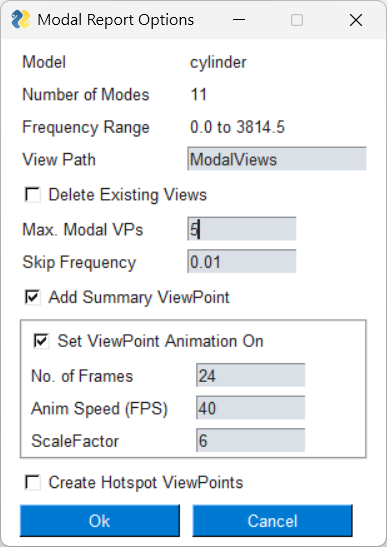 Modal Report Options
Model cylinder
Number of Modes 11
Frequency Range 0.0 to 3814.5
View Path ModalViews
Delete Existing Views
Max. Modal VPs 5
Skip Frequency 0.01
Add Summary ViewPoint
Set ViewPoint Animation On
No. of Frames 24
Anim Speed (FPS) 40
ScaleFactor 6
Create Hotspot ViewPoints
Ok Cancel